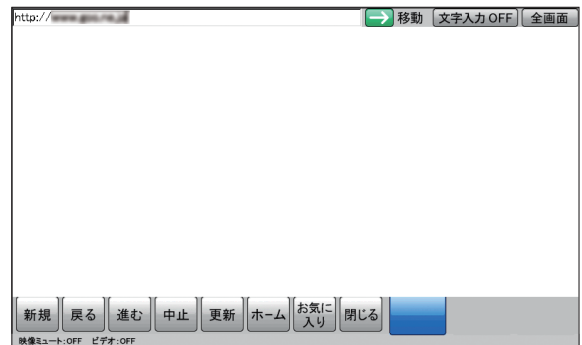 http://
移動 文字入力 OFF 全画面
新規 戻る 進む 中止 更新 ホーム お気に入り 閉じる
映像ミュート:OFF ビデオ:OFF